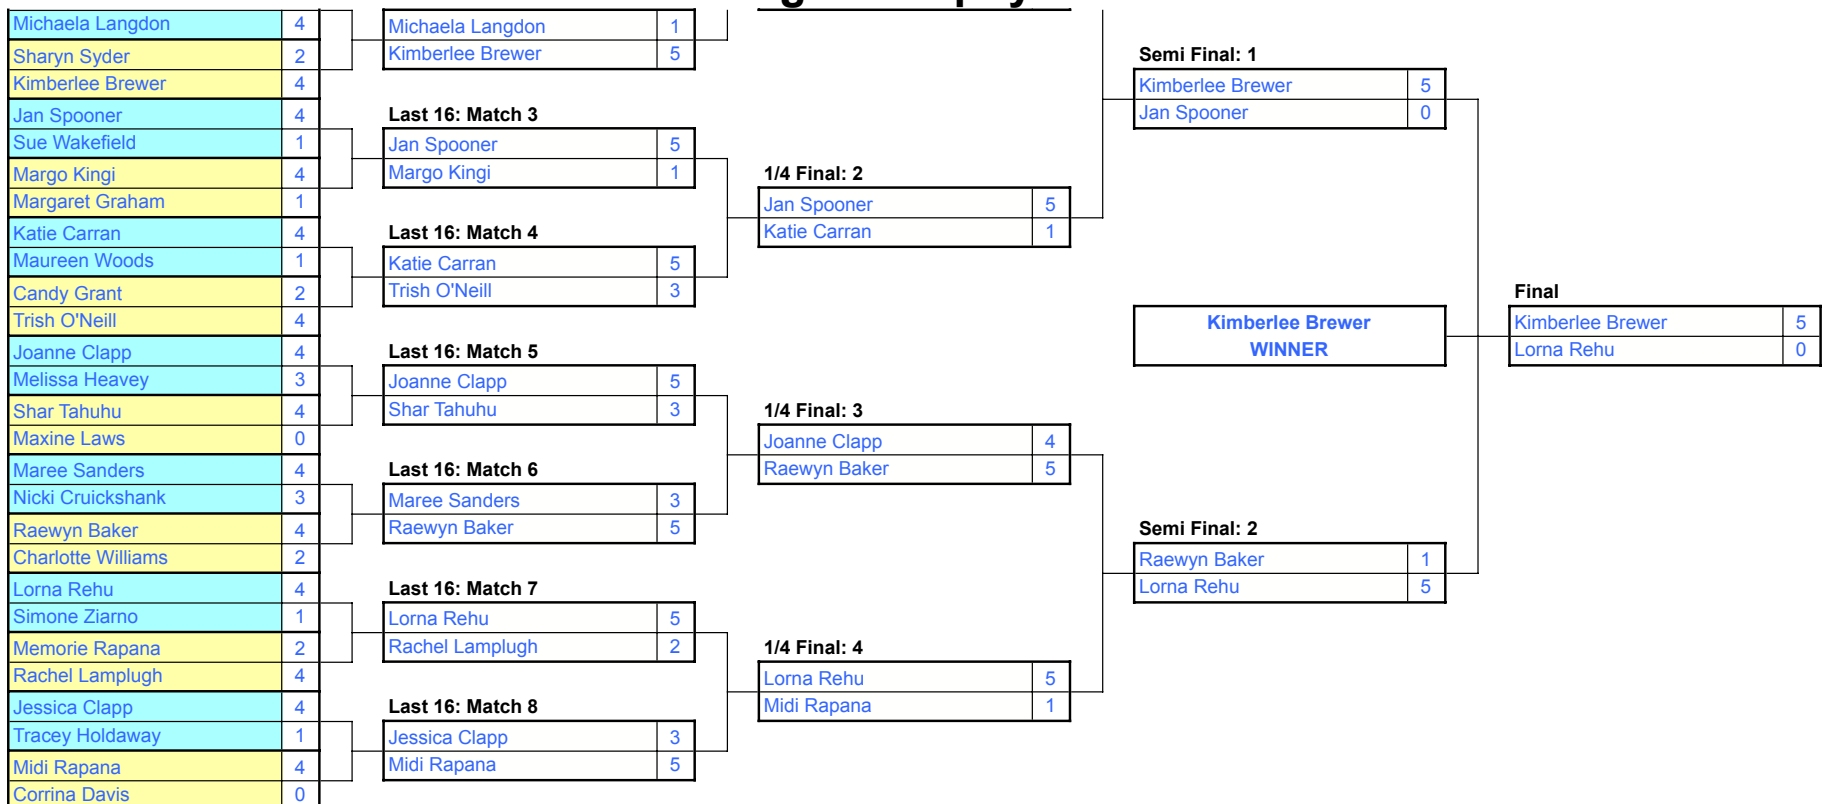 Michaela Langdon 4
Sharyn Syder 2
Kimberlee Brewer 4
Jan Spooner 4
Sue Wakefield 1
Margo Kingi 4
Margaret Graham 1
Katie Carran 4
Maureen Woods 1
Candy Grant 2
Trish O'Neill 4
Joanne Clapp 4
Melissa Heavey 3
Shar Tahuhu 4
Maxine Laws 0
Maree Sanders 4
Nicki Cruickshank 3
Raewyn Baker 4
Charlotte Williams 2
Lorna Rehu 4
Simone Ziarno 1
Memorie Rapana 2
Rachel Lamplugh 4
Jessica Clapp 4
Tracey Holdaway 1
Midi Rapana 4
Corrina Davis 0
Michaela Langdon 1
Kimberlee Brewer 5
Last 16: Match 3
Jan Spooner 5
Margo Kingi 1
Last 16: Match 4
Katie Carran 5
Trish O'Neill 3
Last 16: Match 5
Joanne Clapp 5
Shar Tahuhu 3
Last 16: Match 6
Maree Sanders 3
Raewyn Baker 5
Last 16: Match 7
Lorna Rehu 5
Rachel Lamplugh 2
Last 16: Match 8
Jessica Clapp 3
Midi Rapana 5
1/4 Final: 2
Jan Spooner 5
Katie Carran 1
1/4 Final: 3
Joanne Clapp 4
Raewyn Baker 5
1/4 Final: 4
Lorna Rehu 5
Midi Rapana 1
Semi Final: 1
Kimberlee Brewer 5
Jan Spooner 0
Kimberlee Brewer
WINNER
Semi Final: 2
Raewyn Baker 1
Lorna Rehu 5
Final
Kimberlee Brewer 5
Lorna Rehu 0